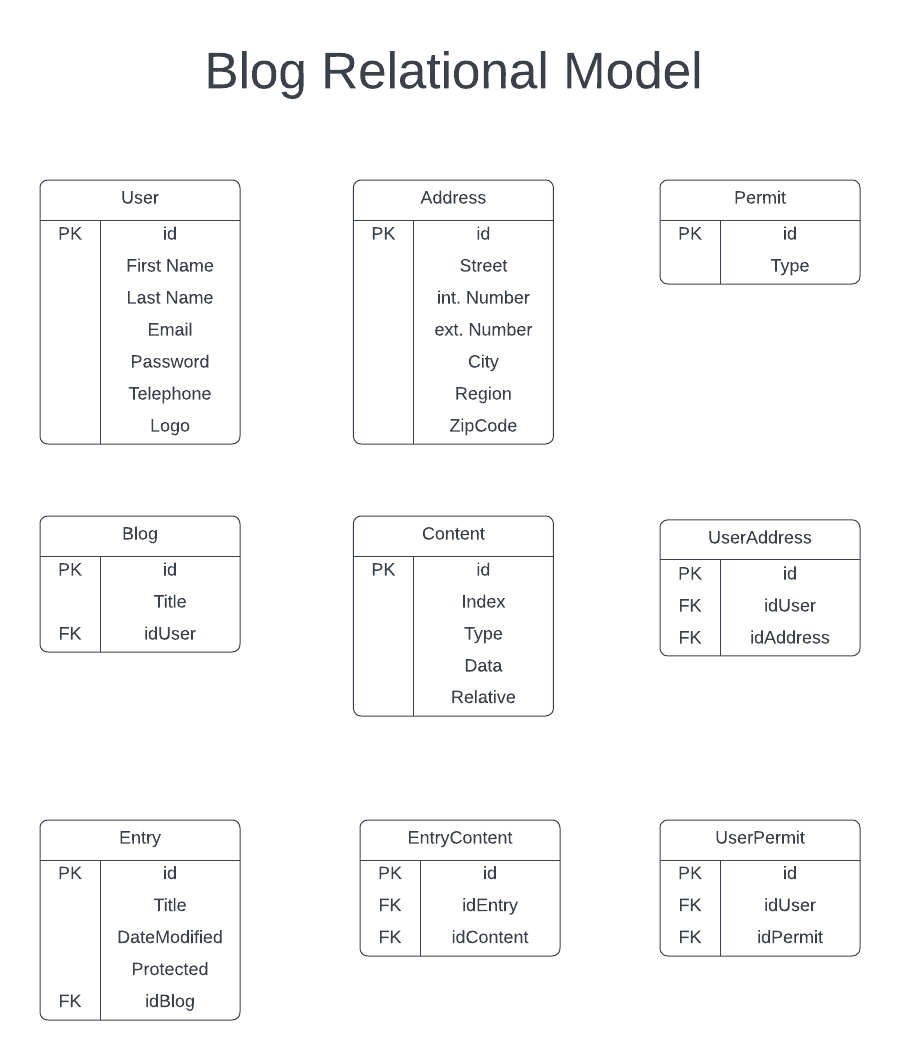 Blog Relational Model
User
PK id
First Name
Last Name
Email
Password
Telephone
Logo
Address
PK id
Street
int. Number
ext. Number
City
Region
ZipCode
Permit
PK id
Type
Blog
PK id
Title
FK idUser
Content
PK id
Index
Type
Data
Relative
UserAddress
PK id
FK idUser
FK idAddress
Entry
PK id
Title
DateModified
Protected
FK idBlog
EntryContent
PK id
FK idEntry
FK idContent
UserPermit
PK id
FK idUser
FK idPermit